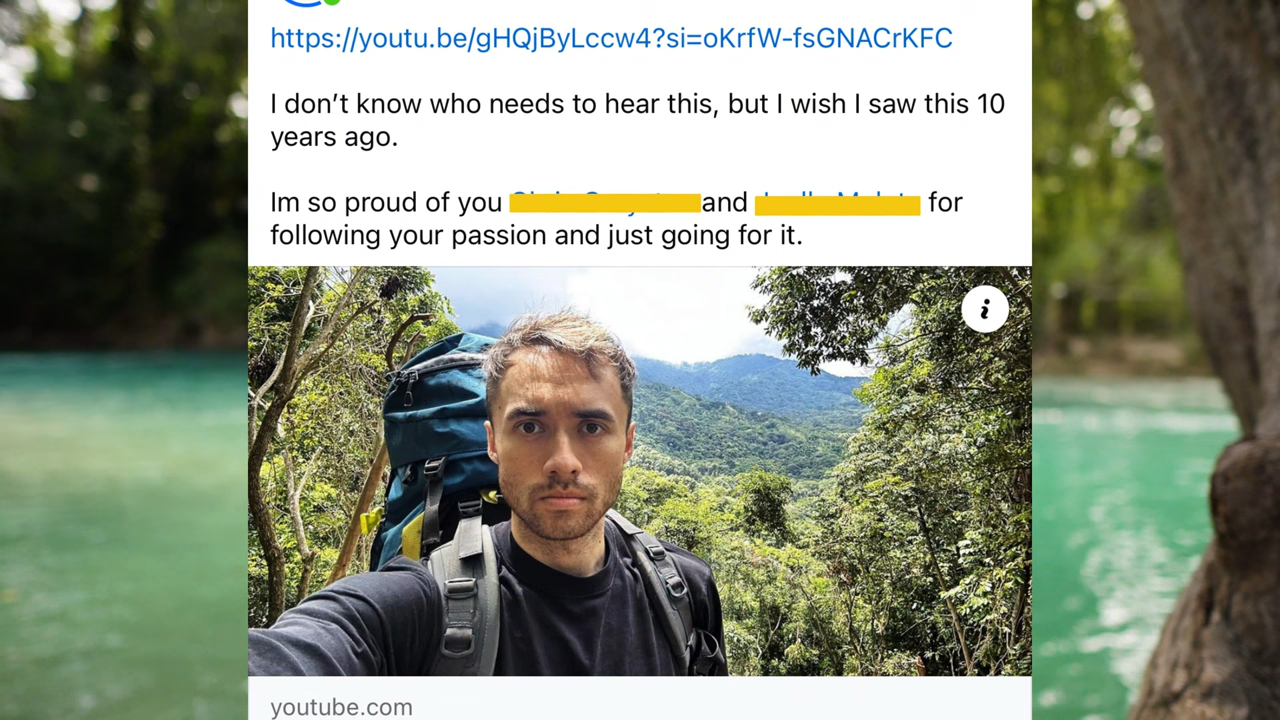 https://youtu.be/gHQjByLccw4?si=oKrfW-fsGNACrKFC
I don’t know who needs to hear this, but I wish I saw this 10
years ago.
Im so proud of you and for
following your passion and just going for it.
i
youtube.com